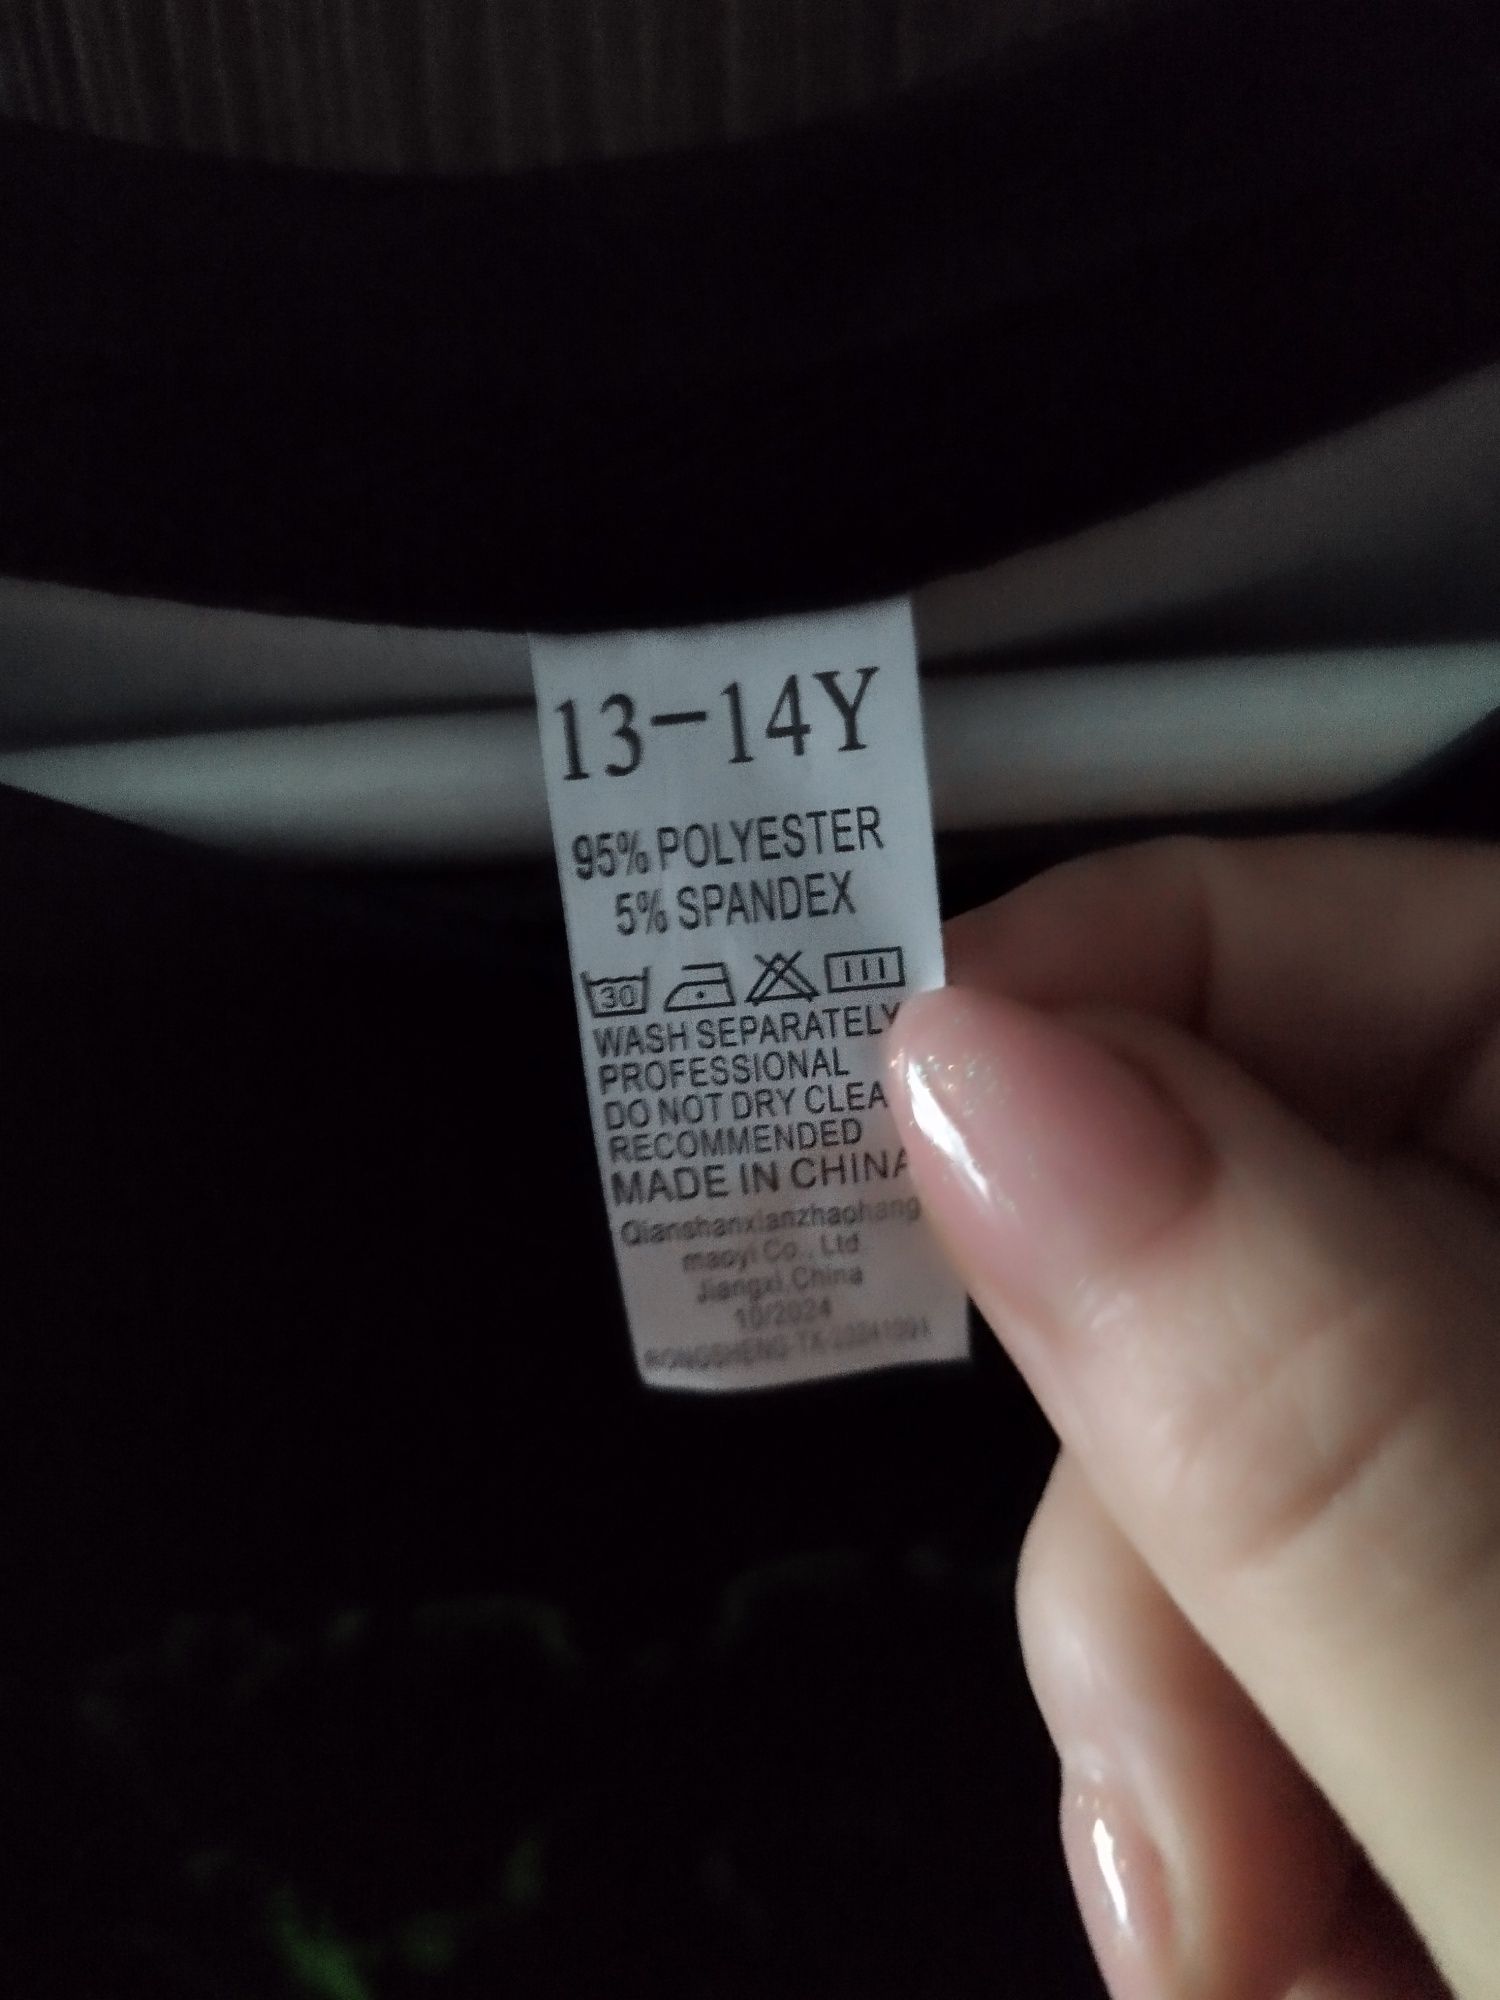 13-14Y
95% POLYESTER
5% SPANDEX
30
WASH SEPARATELY
PROFESSIONAL
DO NOT DRY CLEA
RECOMMENDED
MADE IN CHINA
Qianshanxianzhaohang
maoyi Co., Ltd
Jiangxi, China
10/2024